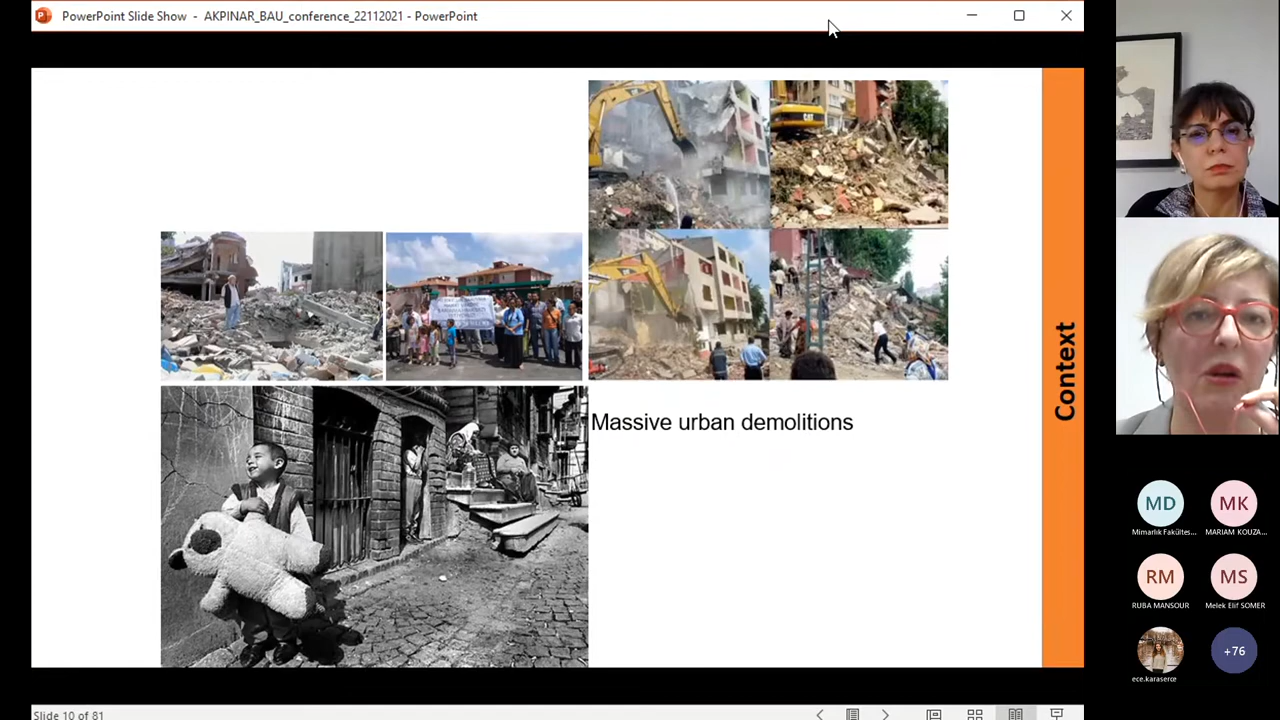 PowerPoint Slide Show - AKPINAR_BAU_conference_22112021 - PowerPoint
CAT
Massive urban demolitions
Context
MD
Mimarlık Fakültes...
MK
MARIAM KOUZA...
RM
RUBA MANSOUR
MS
Melek Elif SOMER
ece.karaserce
+76
Slide 10 of 81